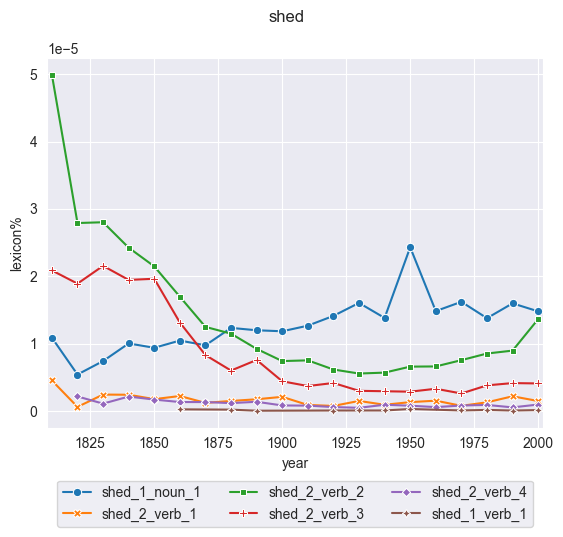 shed
1e−5
5
4
3
2
1
0
lexicon%
1825 1850 1875 1900 1925 1950 1975 2000
year
shed_1_noun_1 shed_2_verb_2 shed_2_verb_4
shed_2_verb_1 shed_2_verb_3 shed_1_verb_1